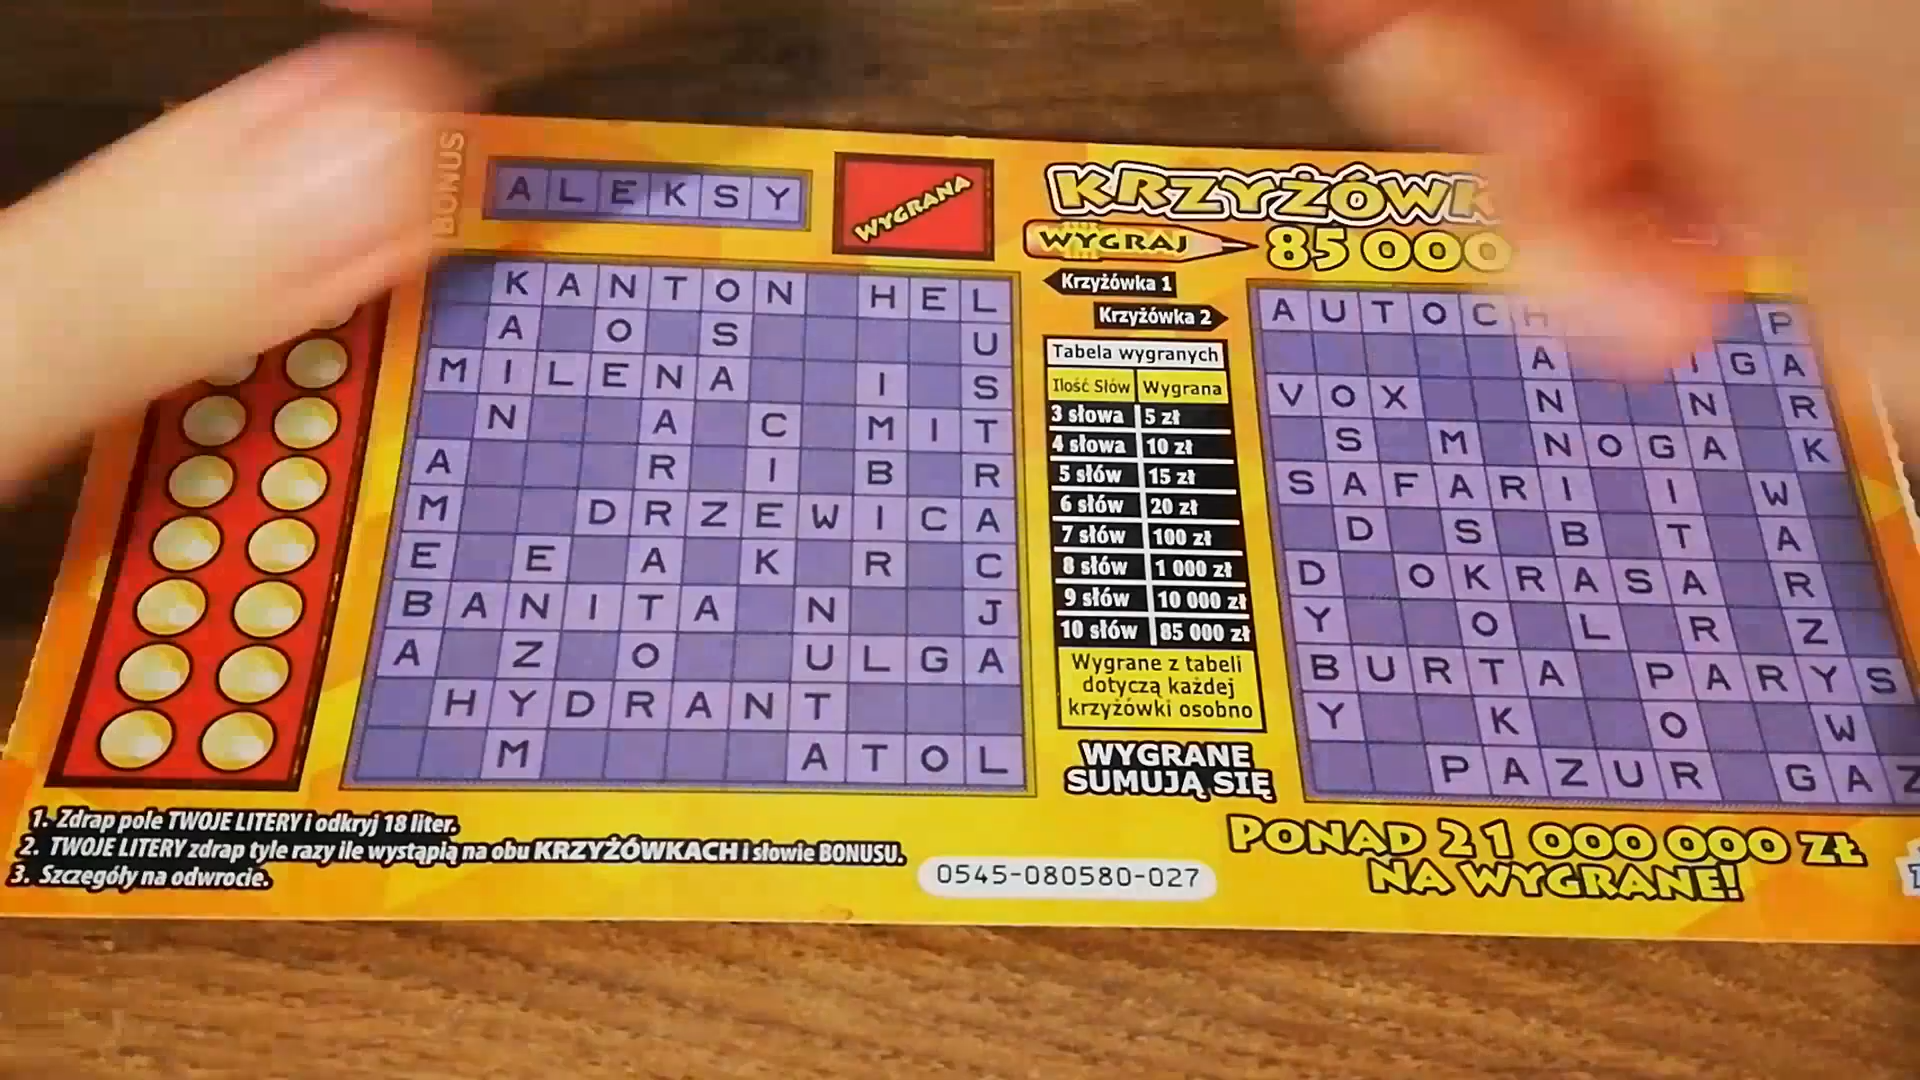 BONUS
ALEKSY
WYGRANA
WYGRAJ
85 000
Krzyżówka 1
Krzyżówka 2
Tabela wygranych
Ilość Słów Wygrana
3 słowa 5 zł
4 słowa 10 zł
5 słów 15 zł
6 słów 20 zł
7 słów 100 zł
8 słów 1 000 zł
9 słów 10 000 zł
10 słów 85 000 zł
Wygrane z tabeli
dotyczą każdej
krzyżówki osobno
WYGRANE
SUMUJĄ SIĘ
KANTON HEL
A O S U
MILENA I S
N A C MIT
A R I B R
M DRZEWICA
E E A K R C
BANITA N J
A Z O ULGA
HYDRANT
M ATOL
AUTOCH P
A I G A
VOX N N R
S M NOGA K
SAFARI I W
D S B T A
D OKRASA R
Y O L R Z
BURTA PARYS
Y K O W
PAZUR GAZ
1. Zdrap pole TWOJE LITERY i odkryj 18 liter.
2. TWOJE LITERY zdrap tyle razy ile wystąpią na obu KRZYŻÓWKACH i słowie BONUSU.
3. Szczegóły na odwrocie.
0545-080580-027
PONAD 21 000 000 ZŁ
NA WYGRANE!